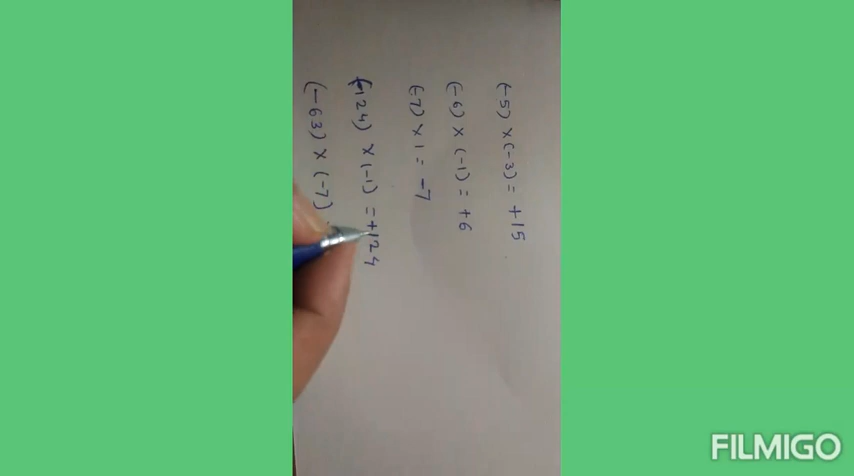 (-5) × (-3) = +15
(-6) × (-1) = +6
(-7) × 1 = -7
(-124) × (-1) = +124
(-63) × (-7)
FILMIGO